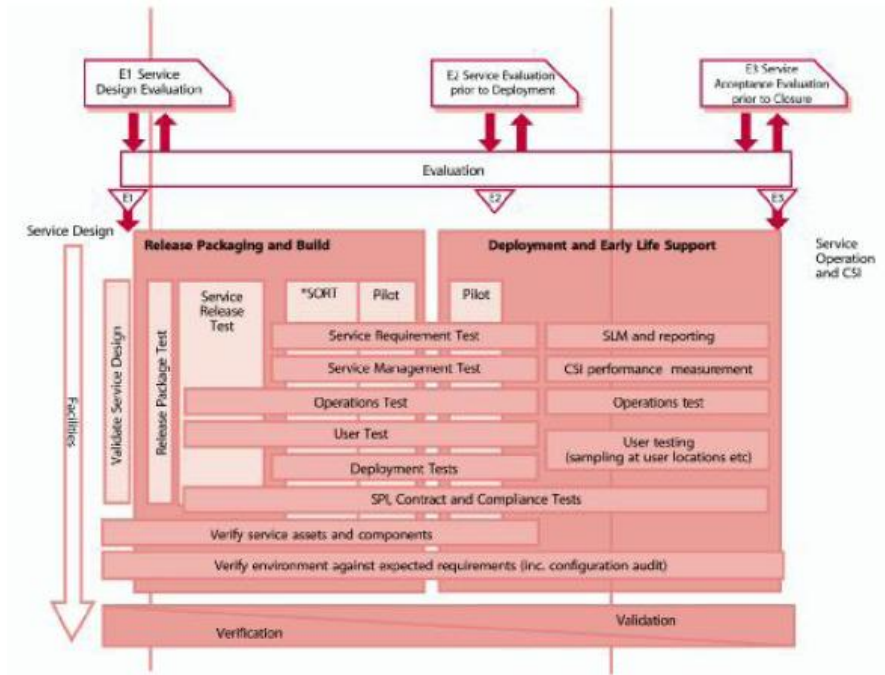 E1 Service
Design Evaluation
E2 Service Evaluation
prior to Deployment
E3 Service
Acceptance Evaluation
prior to Closure
Evaluation
E1
E2
E3
Service Design
Release Packaging and Build
Deployment and Early Life Support
Service
Operation
and CSI
Facilities
Validate Service Design
Release Package Test
Service
Release
Test
*SORT
Pilot
Pilot
Service Requirement Test
SLM and reporting
Service Management Test
CSI performance measurement
Operations Test
Operations test
User Test
User testing
(sampling at user locations etc)
Deployment Tests
SPI, Contract and Compliance Tests
Verify service assets and components
Verify environment against expected requirements (inc. configuration audit)
Verification
Validation